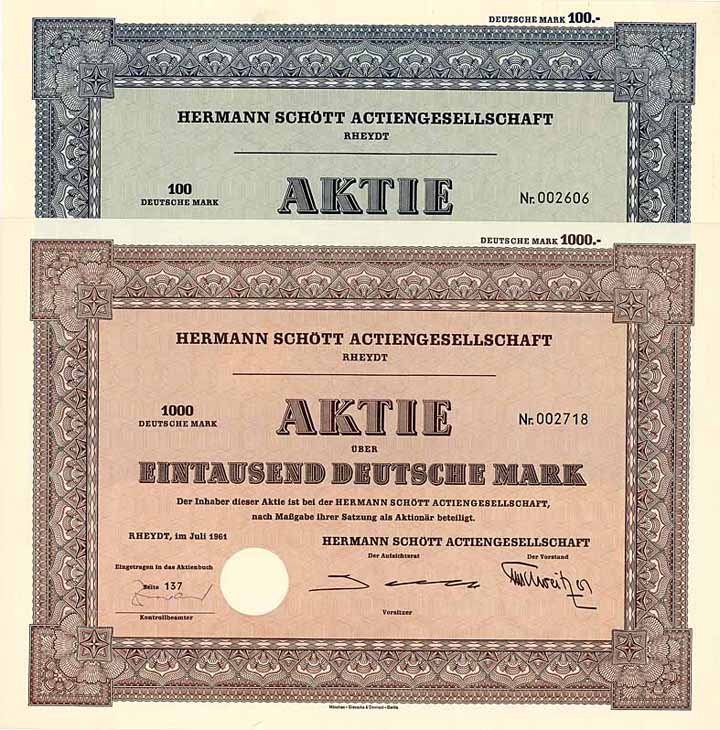 DEUTSCHE MARK 100.-
HERMANN SCHÖTT ACTIENGESELLSCHAFT
RHEYDT
100
DEUTSCHE MARK
AKTIE
Nr. 002606
DEUTSCHE MARK 1000.-
HERMANN SCHÖTT ACTIENGESELLSCHAFT
RHEYDT
1000
DEUTSCHE MARK
AKTIE
Nr. 002718
ÜBER
EINTAUSEND DEUTSCHE MARK
Der Inhaber dieser Aktie ist bei der HERMANN SCHÖTT ACTIENGESELLSCHAFT,
nach Maßgabe ihrer Satzung als Aktionär beteiligt.
RHEYDT, im Juli 1961
HERMANN SCHÖTT ACTIENGESELLSCHAFT
Der Aufsichtsrat
Der Vorstand
Eingetragen in das Aktienbuch
Seite 137
Kontrollbeamter
Vorsitzer